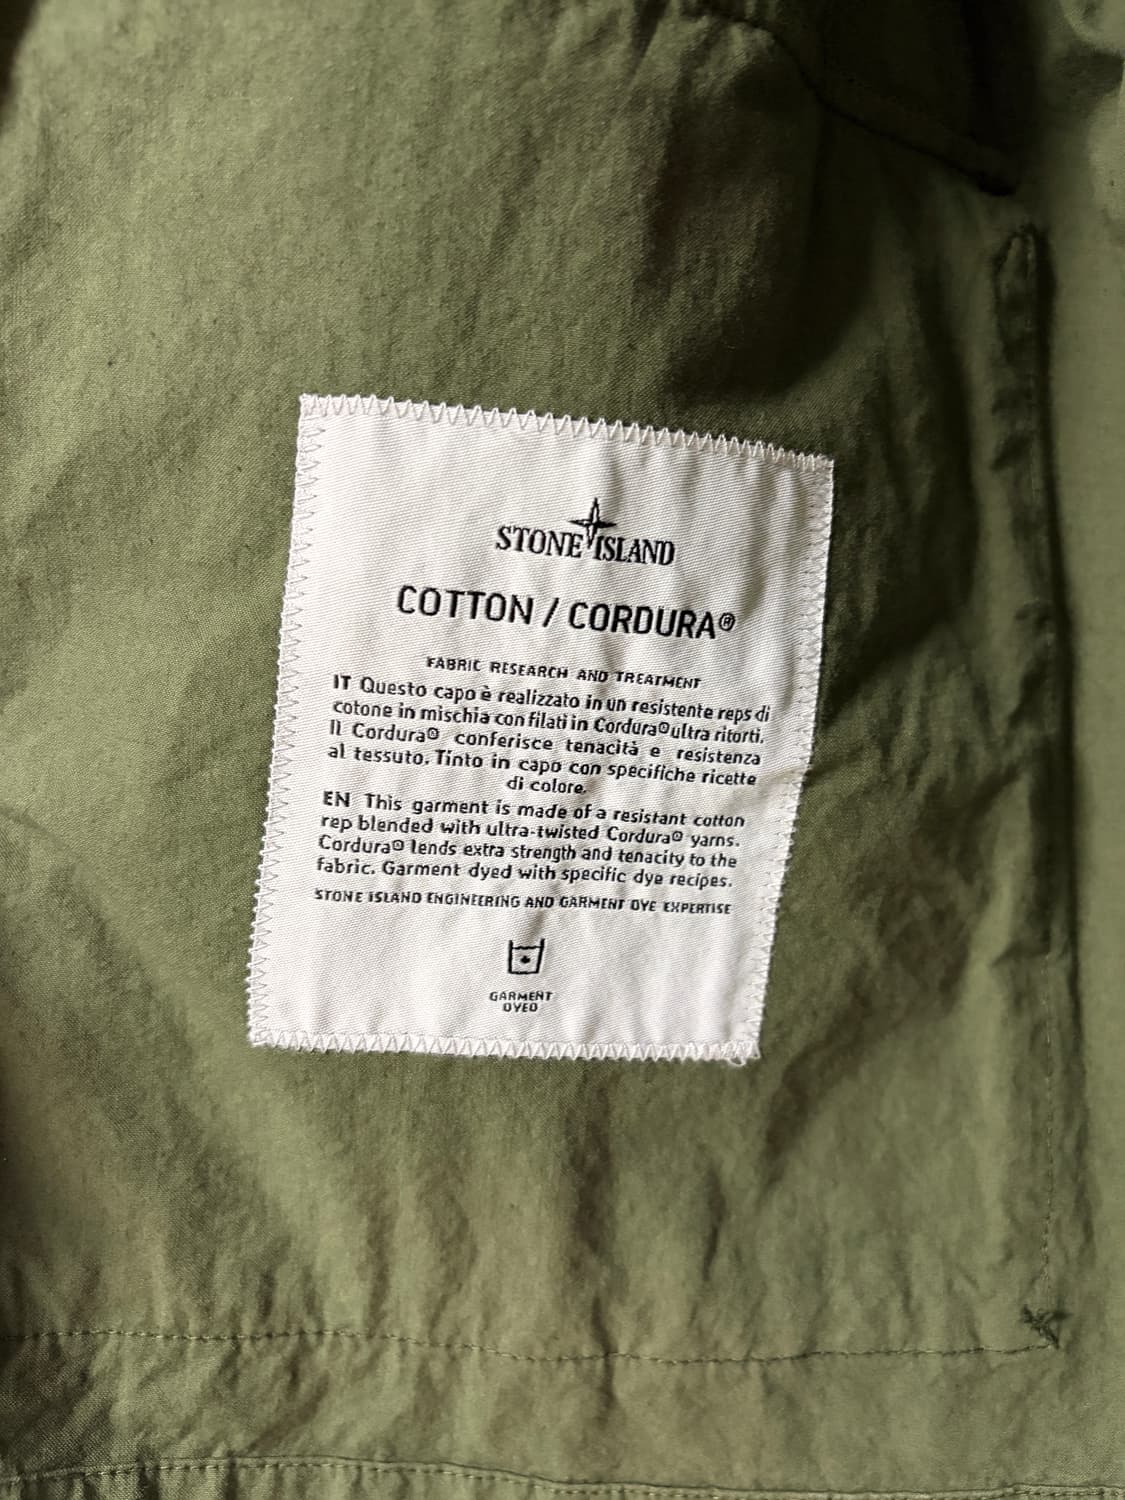 STONE ISLAND
COTTON / CORDURA®
FABRIC RESEARCH AND TREATMENT
IT Questo capo è realizzato in un resistente reps di
cotone in mischia con filati in Cordura® ultra ritorti.
Il Cordura® conferisce tenacità e resistenza
al tessuto. Tinto in capo con specifiche ricette
di colore.
EN This garment is made of a resistant cotton
rep blended with ultra-twisted Cordura® yarns.
Cordura® lends extra strength and tenacity to the
fabric. Garment dyed with specific dye recipes.
STONE ISLAND ENGINEERING AND GARMENT DYE EXPERTISE
GARMENT
DYED